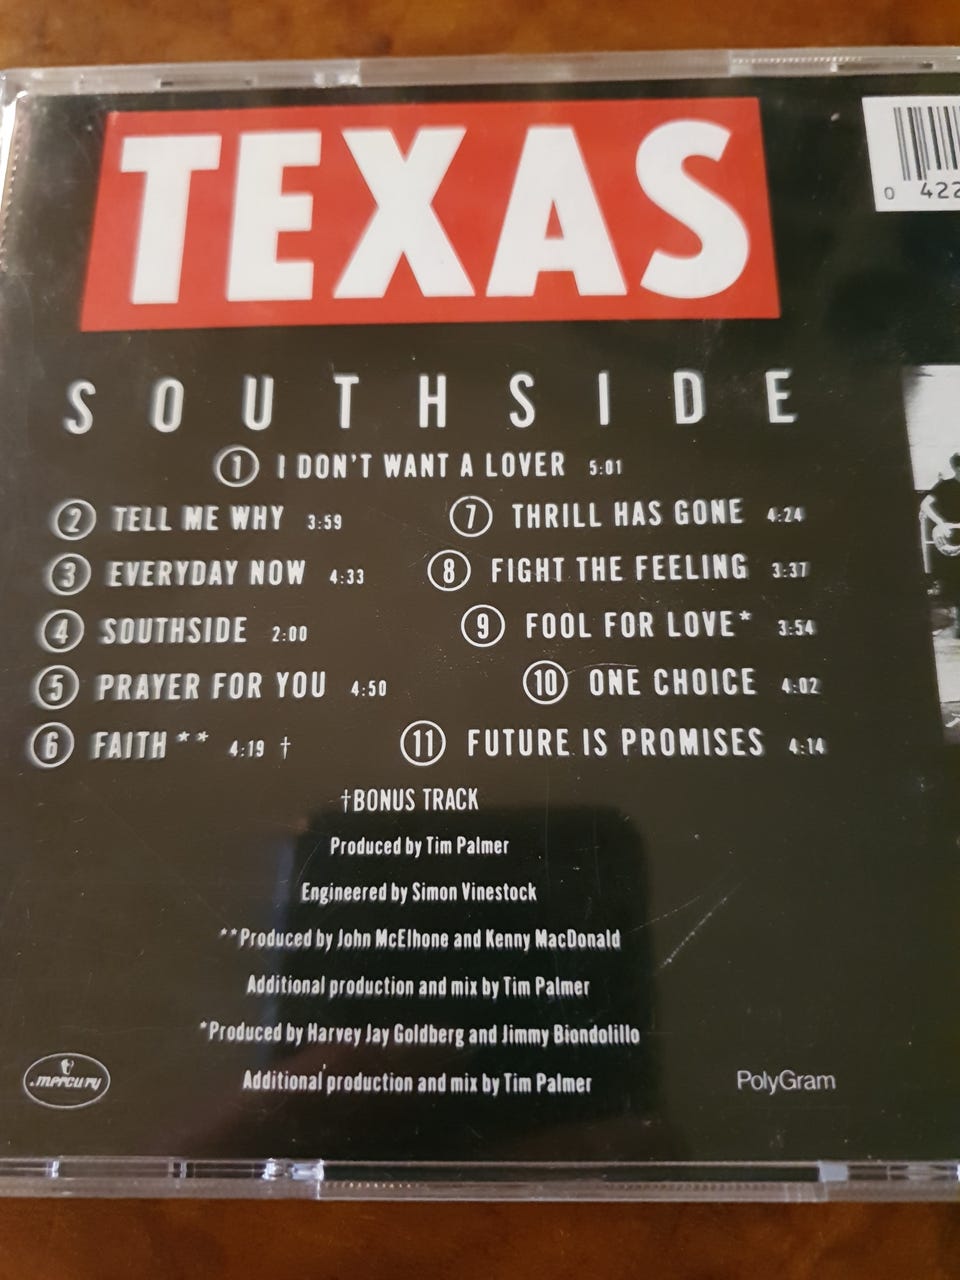 TEXAS
0 422
SOUTHSIDE
1 I DON'T WANT A LOVER 5:01
2 TELL ME WHY 3:59
3 EVERYDAY NOW 4:33
4 SOUTHSIDE 2:00
5 PRAYER FOR YOU 4:50
6 FAITH** 4:19 †
7 THRILL HAS GONE 4:24
8 FIGHT THE FEELING 3:37
9 FOOL FOR LOVE* 3:54
10 ONE CHOICE 4:02
11 FUTURE IS PROMISES 4:14
†BONUS TRACK
Produced by Tim Palmer
Engineered by Simon Vinestock
**Produced by John McElhone and Kenny MacDonald
Additional production and mix by Tim Palmer
*Produced by Harvey Jay Goldberg and Jimmy Biondolillo
Additional production and mix by Tim Palmer
mercury
PolyGram